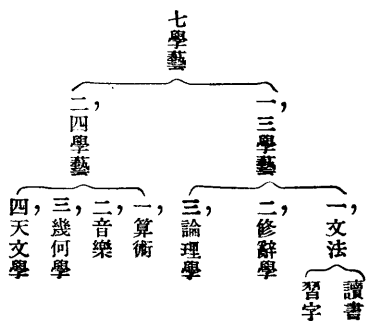 七學藝
一，三學藝
一，文法
讀書
習字
二，修辭學
三，論理學
二，四學藝
一，算術
二，音樂
三，幾何學
四，天文學